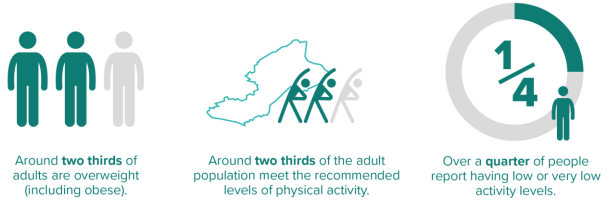 Around two thirds of
adults are overweight
(including obese).
Around two thirds of the adult
population meet the recommended
levels of physical activity.
1/4
Over a quarter of people
report having low or very low
activity levels.